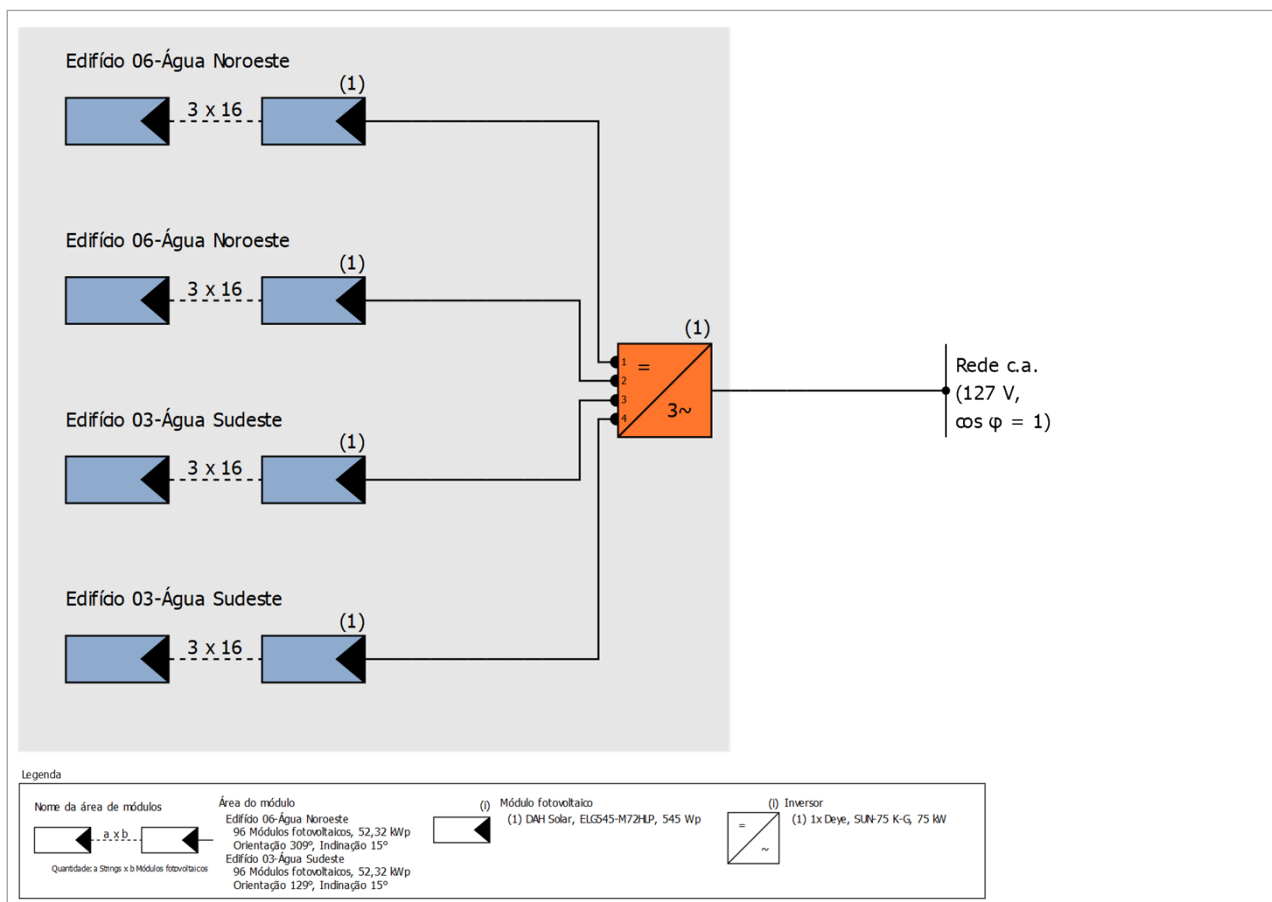 Edifício 06-Água Noroeste
(1)
3 x 16
Edifício 06-Água Noroeste
(1)
3 x 16
(1)
1
=
2
3
3~
4
Rede c.a.
(127 V,
cos φ = 1)
Edifício 03-Água Sudeste
(1)
3 x 16
Edifício 03-Água Sudeste
(1)
3 x 16
Legenda
Nome da área de módulos
a x b
Quantidade: a Strings x b Módulos fotovoltaicos
Área do módulo
Edifício 06-Água Noroeste
96 Módulos fotovoltaicos, 52,32 kWp
Orientação 309°, Inclinação 15°
Edifício 03-Água Sudeste
96 Módulos fotovoltaicos, 52,32 kWp
Orientação 129°, Inclinação 15°
(i) Módulo fotovoltaico
(1) DAH Solar, ELG545-M72HLP, 545 Wp
(i) Inversor
=
~
(1) 1x Deye, SUN-75 K-G, 75 kW